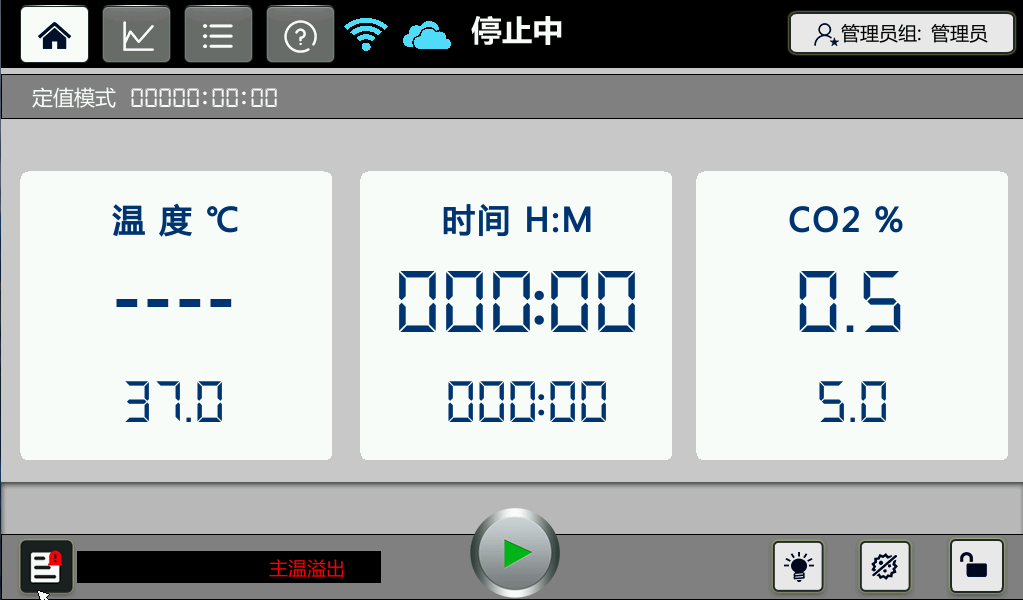 停止中
管理员组: 管理员
定值模式 00000:00:00
温 度 ℃
----
37.0
时间 H:M
000:00
000:00
CO2 %
0.5
5.0
主温溢出